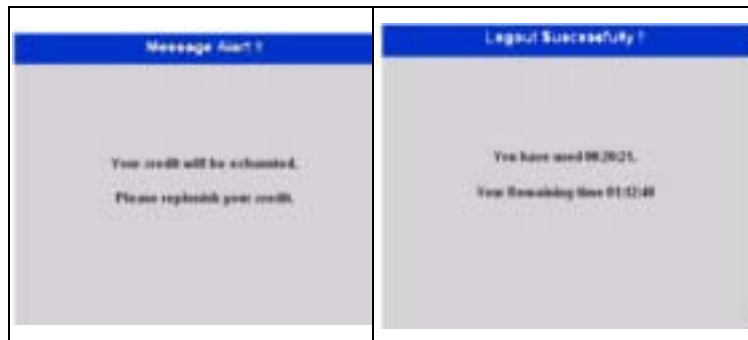 Message Alert !
Your credit will be exhausted.
Please replenish your credit.
Logout Successfully !
You have used 00:20:21.
Your Remaining time 01:12:40